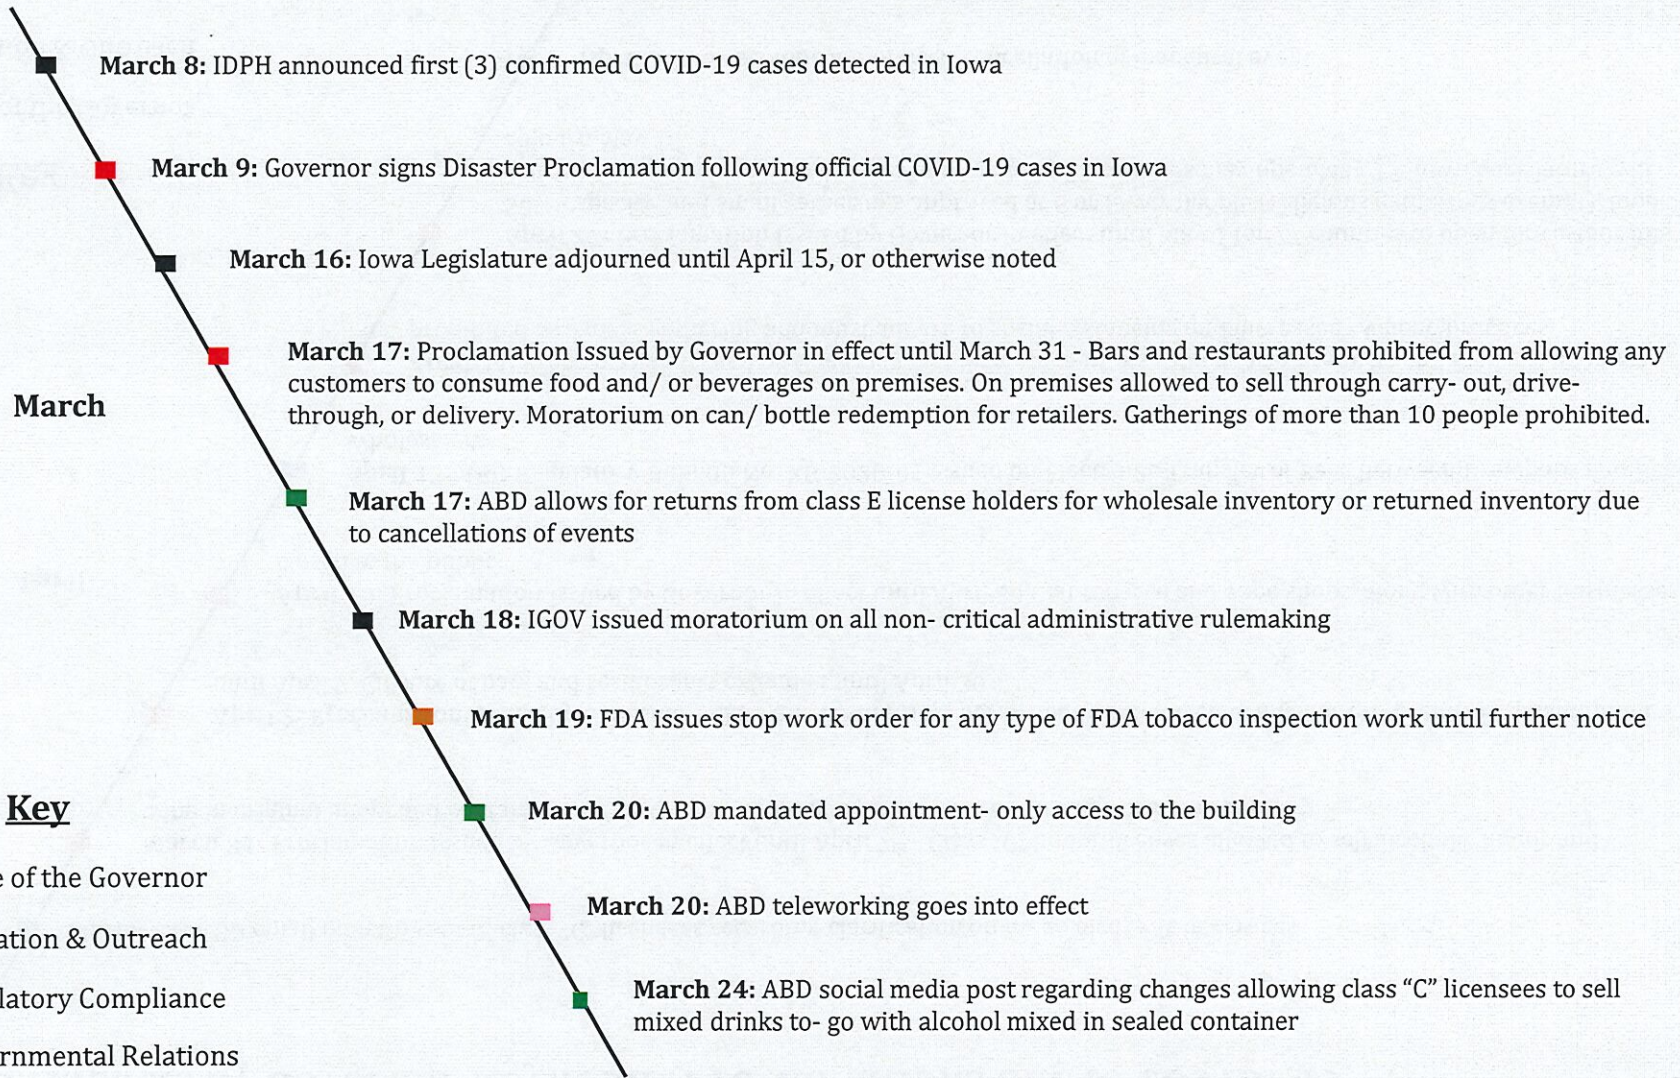 March 8: IDPH announced first (3) confirmed COVID-19 cases detected in Iowa
March 9: Governor signs Disaster Proclamation following official COVID-19 cases in Iowa
March 16: Iowa Legislature adjourned until April 15, or otherwise noted
March 17: Proclamation Issued by Governor in effect until March 31 - Bars and restaurants prohibited from allowing any
customers to consume food and/ or beverages on premises. On premises allowed to sell through carry- out, drive-
through, or delivery. Moratorium on can/ bottle redemption for retailers. Gatherings of more than 10 people prohibited.
March
March 17: ABD allows for returns from class E license holders for wholesale inventory or returned inventory due
to cancellations of events
March 18: IGOV issued moratorium on all non- critical administrative rulemaking
March 19: FDA issues stop work order for any type of FDA tobacco inspection work until further notice
March 20: ABD mandated appointment- only access to the building
March 20: ABD teleworking goes into effect
March 24: ABD social media post regarding changes allowing class “C” licensees to sell
mixed drinks to- go with alcohol mixed in sealed container
Key
of the Governor
& Outreach
Compliance
Relations